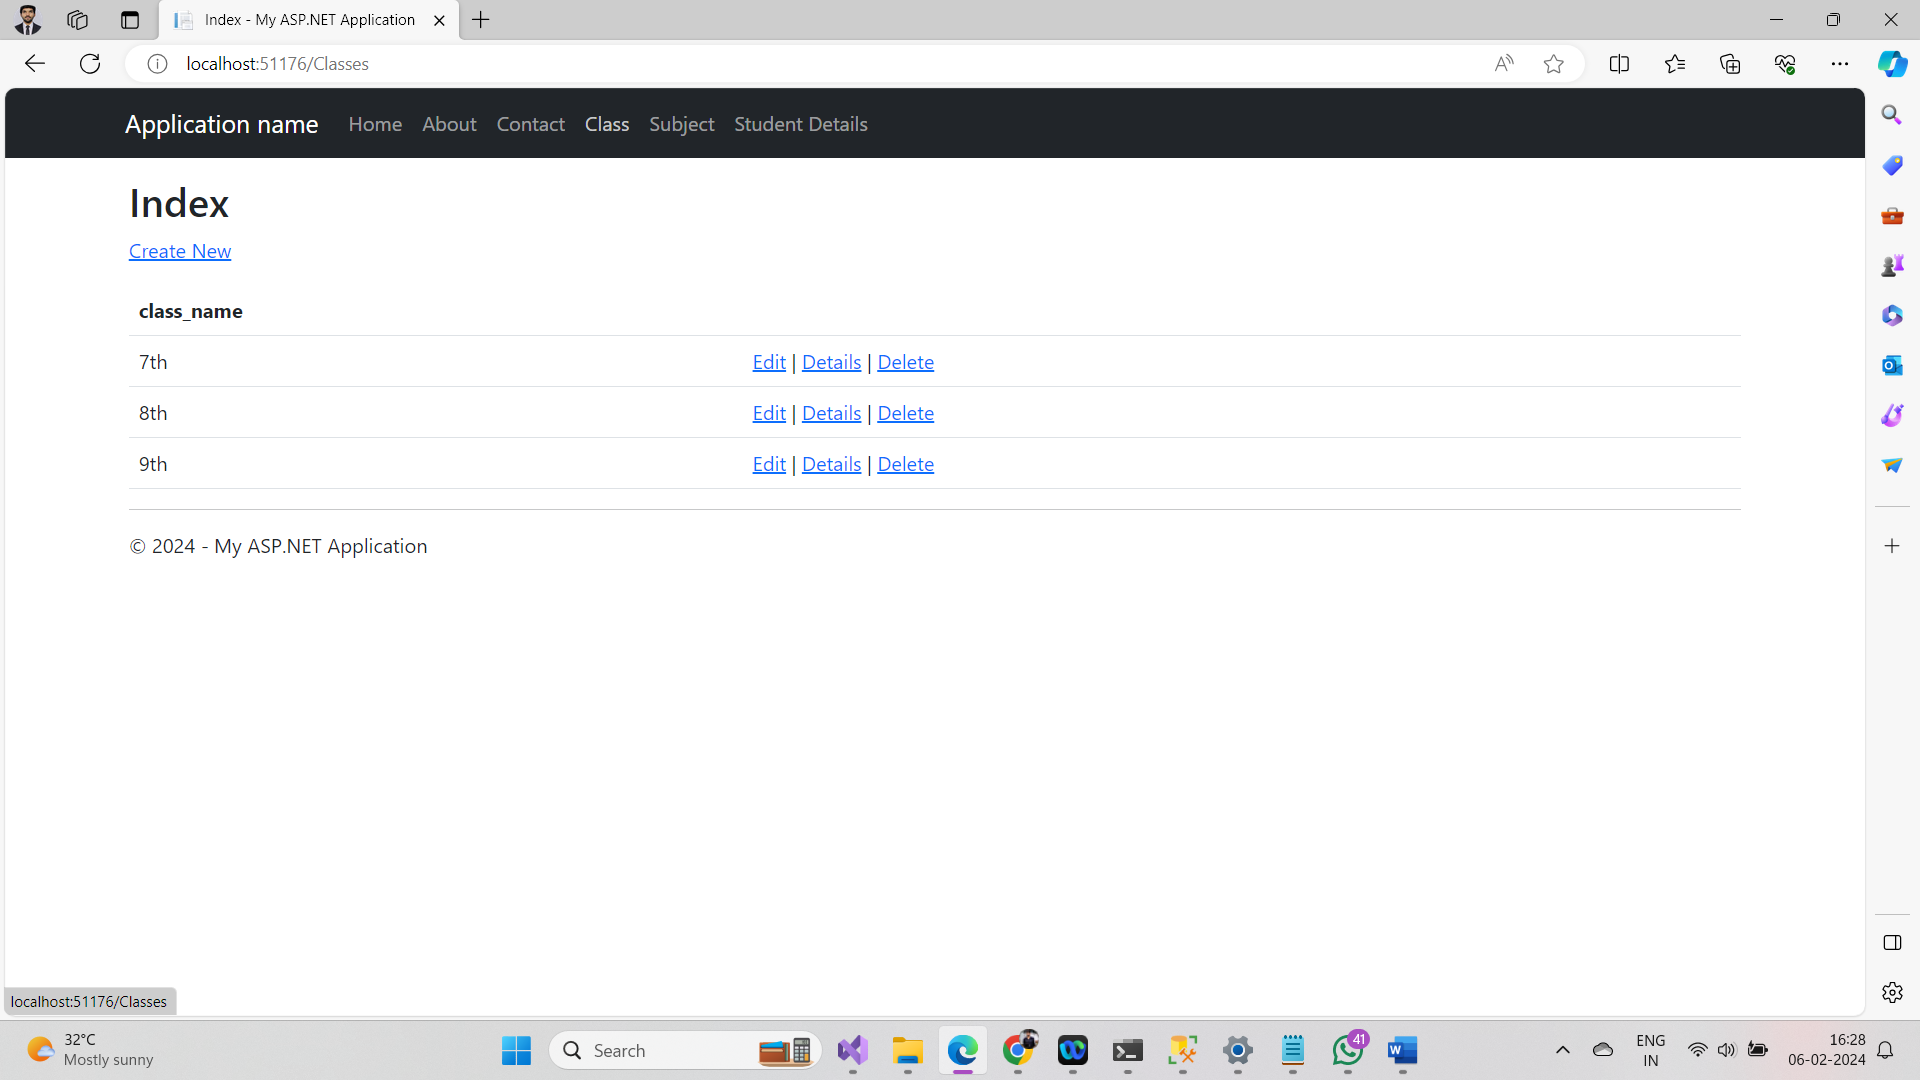 Index - My ASP.NET Application
localhost:51176/Classes
Application name Home About Contact Class Subject Student Details
Index
Create New
class_name
7th Edit | Details | Delete
8th Edit | Details | Delete
9th Edit | Details | Delete
© 2024 - My ASP.NET Application
localhost:51176/Classes
32°C
Mostly sunny
Search
41
ENG
IN
16:28
06-02-2024